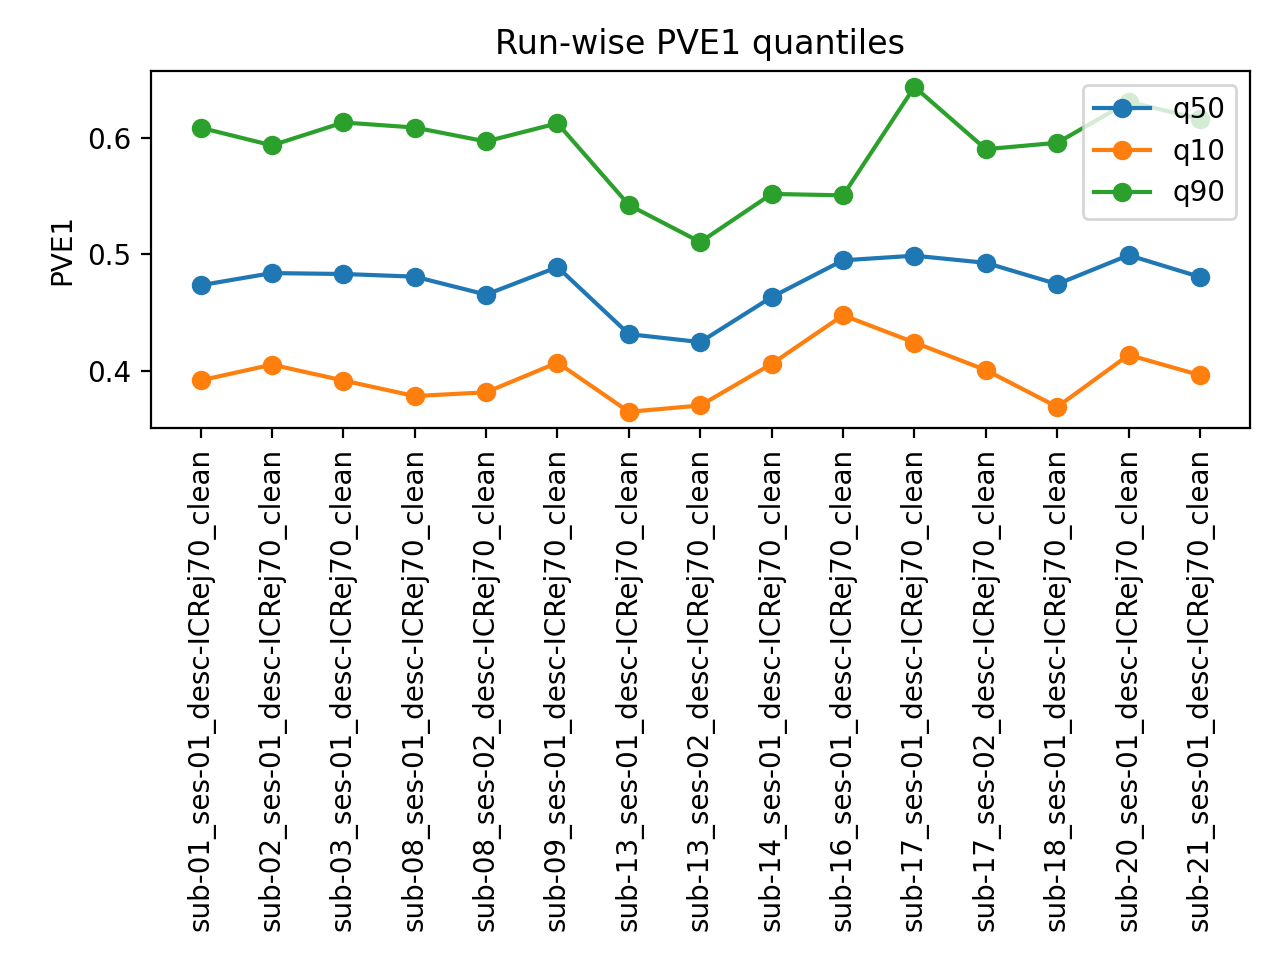 Run-wise PVE1 quantiles
PVE1
0.6
0.5
0.4
q50
q10
q90
sub-01_ses-01_desc-ICRej70_clean
sub-02_ses-01_desc-ICRej70_clean
sub-03_ses-01_desc-ICRej70_clean
sub-08_ses-01_desc-ICRej70_clean
sub-08_ses-02_desc-ICRej70_clean
sub-09_ses-01_desc-ICRej70_clean
sub-13_ses-01_desc-ICRej70_clean
sub-13_ses-02_desc-ICRej70_clean
sub-14_ses-01_desc-ICRej70_clean
sub-16_ses-01_desc-ICRej70_clean
sub-17_ses-01_desc-ICRej70_clean
sub-17_ses-02_desc-ICRej70_clean
sub-18_ses-01_desc-ICRej70_clean
sub-20_ses-01_desc-ICRej70_clean
sub-21_ses-01_desc-ICRej70_clean